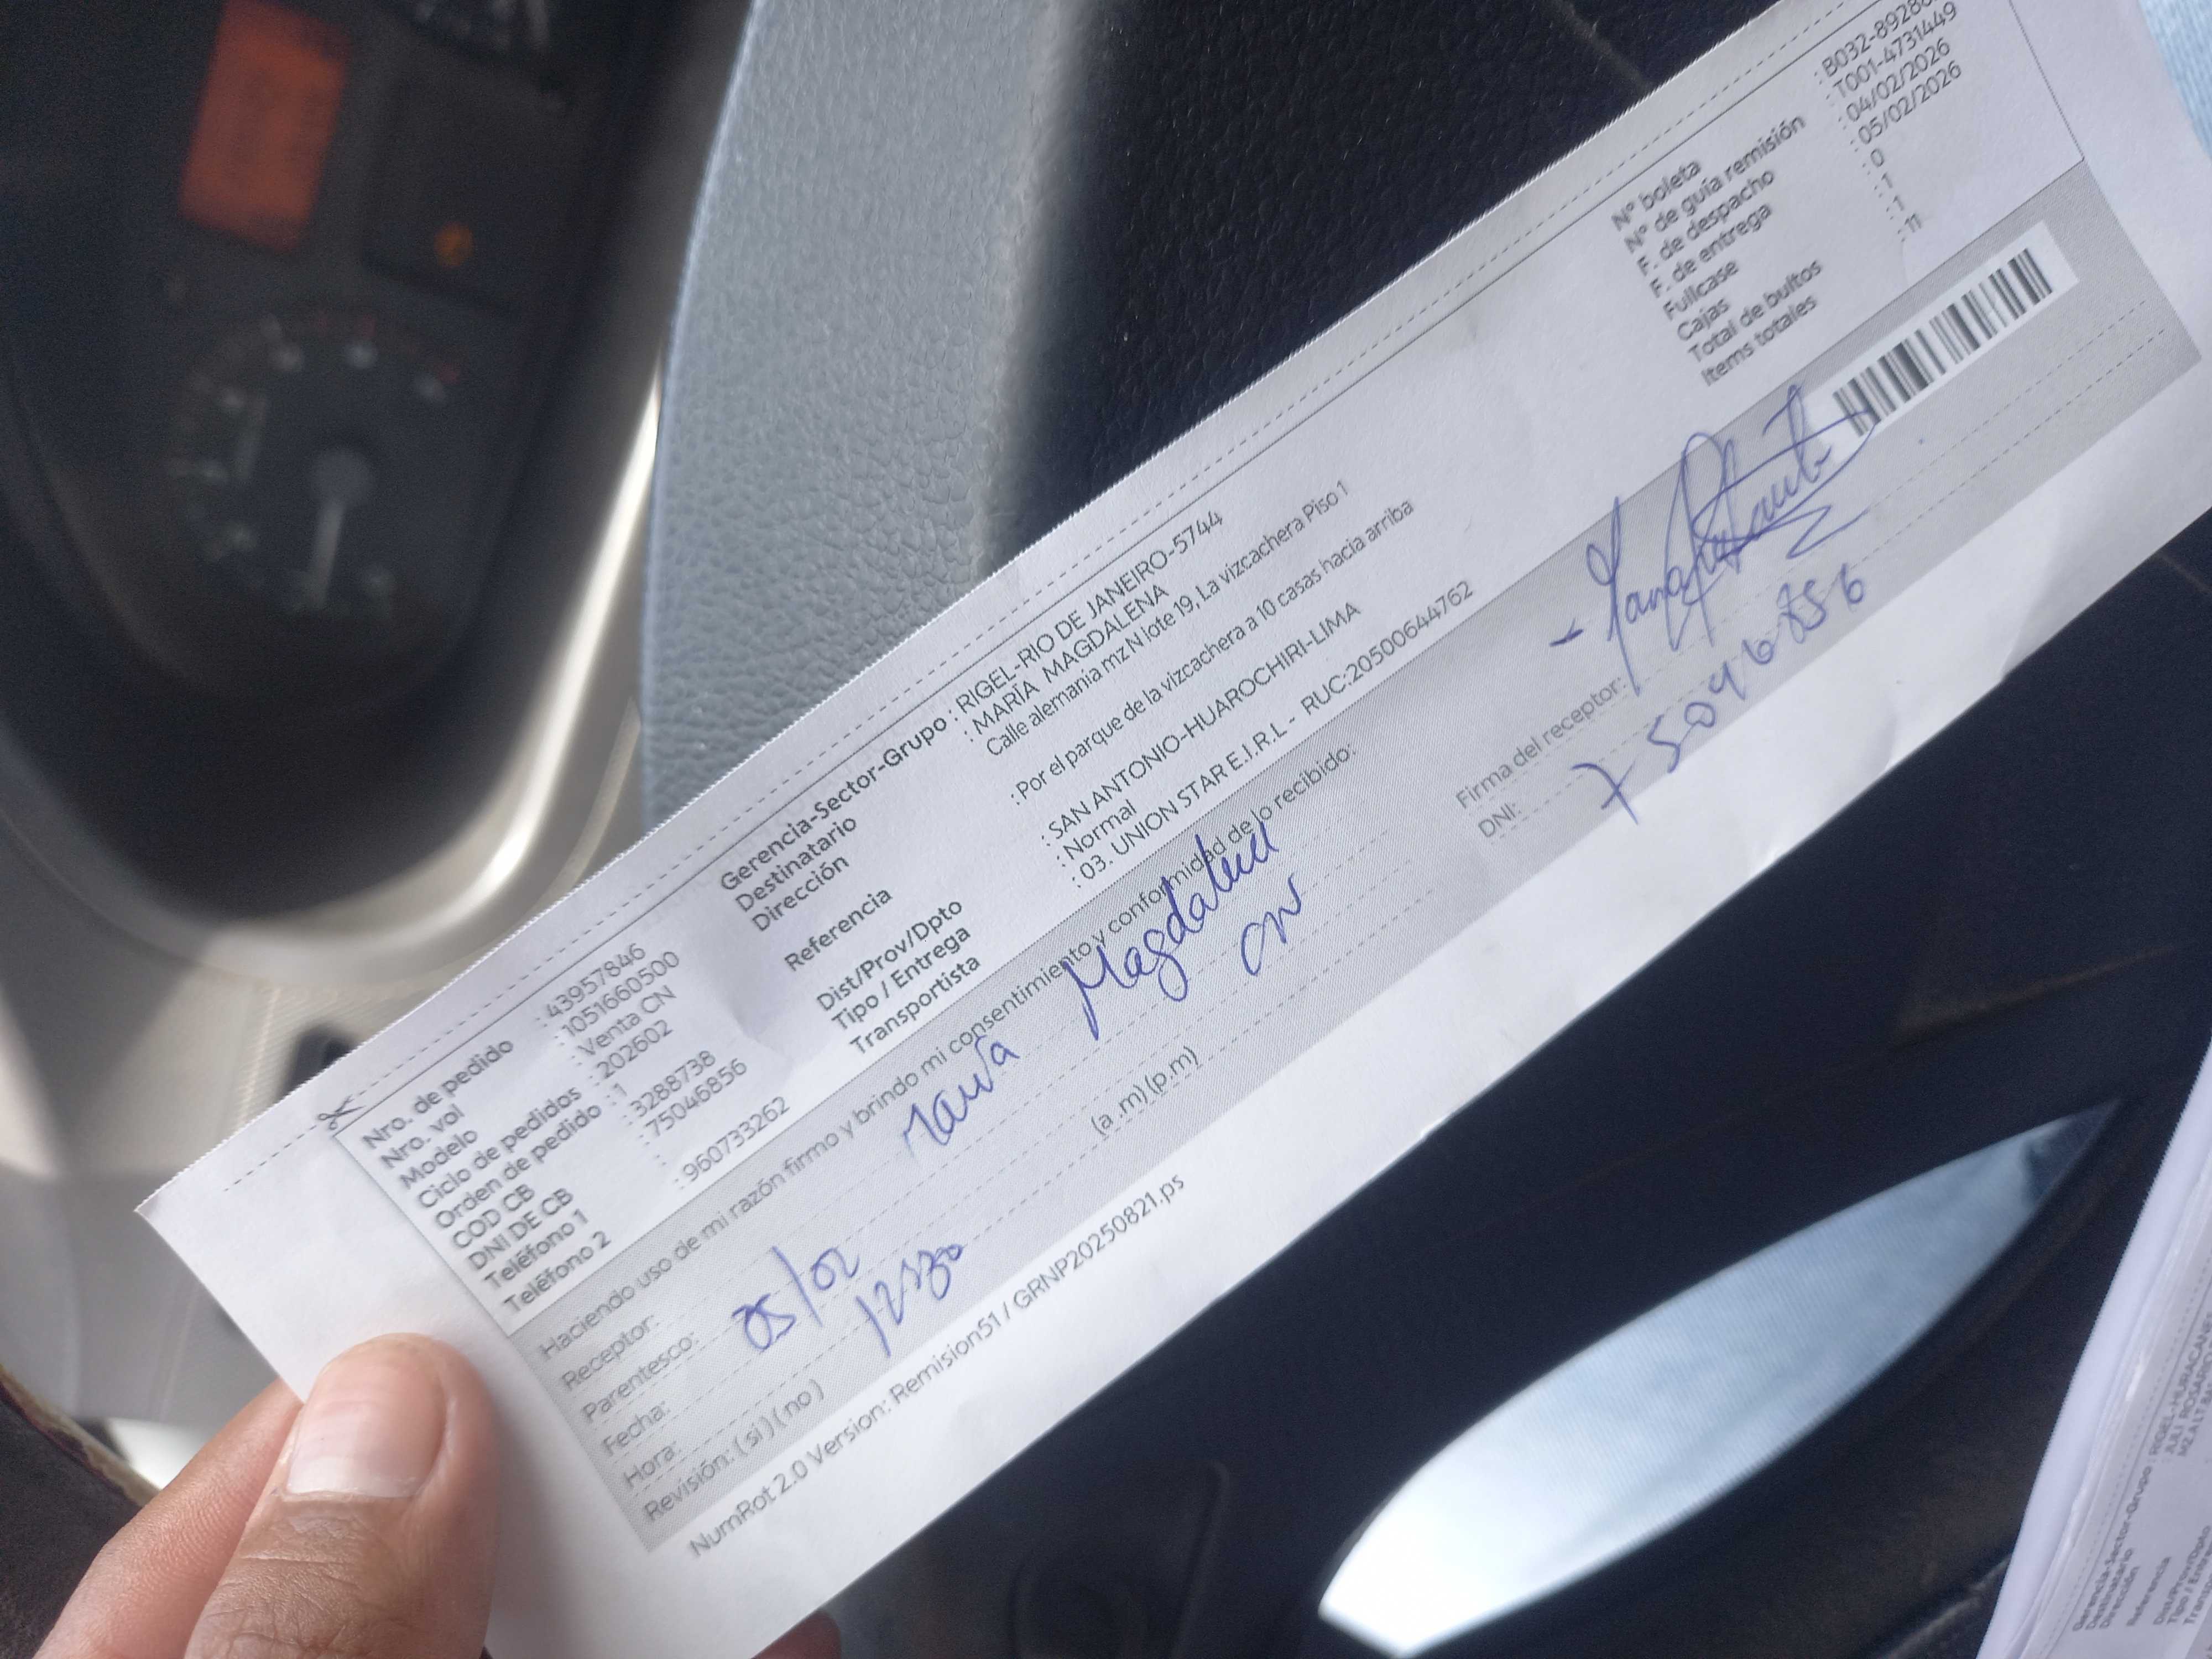 Nro. de pedido : 43957846
Nro. vol : 1051660500
Modelo : Venta CN
Ciclo de pedidos : 202602
Orden de pedido : 1
COD CB : 3288738
DNI DE CB : 75046856
Teléfono 1 :
Teléfono 2 : 960733262
Gerencia-Sector-Grupo : RIGEL-RIO DE JANEIRO-5744
Destinatario : MARÍA MAGDALENA
Dirección Calle alemania mz N lote 19, La vizcachera Piso 1
Referencia :Por el parque de la vizcachera a 10 casas hacia arriba
Dist/Prov/Dpto : SAN ANTONIO-HUAROCHIRI-LIMA
Tipo / Entrega : Normal
Transportista : 03. UNION STAR E.I.R.L - RUC:20500644762
N° boleta : B032-8928
N° de guía remisión : T001-4731449
F. de despacho : 04/02/2026
F. de entrega : 05/02/2026
Fullcase : 0
Cajas : 1
Total de bultos : 1
Items totales : 11
Haciendo uso de mi razón firmo y brindo mi consentimiento y conformidad de lo recibido:
Receptor: María Magdalena
Parentesco: CN
Fecha: 05/02
Hora: (a .m) (p.m)
Revisión: ( si ) ( no )
Firma del receptor:
DNI: 75046856
NumRot 2.0 Version: Remision51 / GRNP20250821.ps
Gerencia-Sector-Grupo
Destinatario
Dirección
Referencia